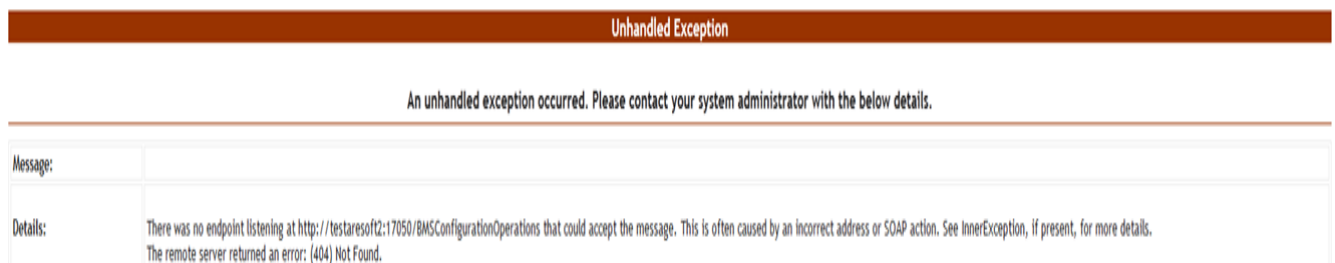 Unhandled Exception
An unhandled exception occurred. Please contact your system administrator with the below details.
Message:
Details:
There was no endpoint listening at http://testaresoft2:17050/BMSConfigurationOperations that could accept the message. This is often caused by an incorrect address or SOAP action. See InnerException, if present, for more details.
The remote server returned an error: (404) Not Found.